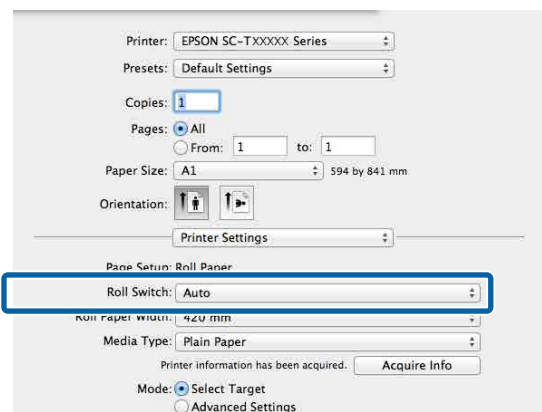 Printer: EPSON SC-TXXXXX Series
Presets: Default Settings
Copies: 1
Pages: All
From: 1 to: 1
Paper Size: A1 594 by 841 mm
Orientation:
Printer Settings
Page Setup: Roll Paper
Roll Switch: Auto
Roll Paper Width: 420 mm
Media Type: Plain Paper
Printer information has been acquired. Acquire Info
Mode: Select Target
Advanced Settings